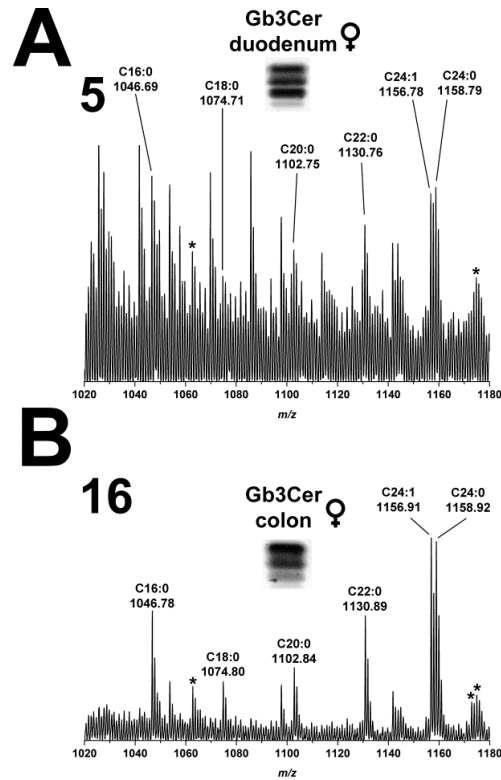 A
Gb3Cer
duodenum ♀
5
C16:0
1046.69
C18:0
1074.71
C20:0
1102.75
C22:0
1130.76
C24:1
1156.78
C24:0
1158.79
*
*
1020 1040 1060 1080 1100 1120 1140 1160 1180
m/z
B
16
Gb3Cer
colon ♀
C16:0
1046.78
C18:0
1074.80
C20:0
1102.84
C22:0
1130.89
C24:1
1156.91
C24:0
1158.92
*
* *
1020 1040 1060 1080 1100 1120 1140 1160 1180
m/z